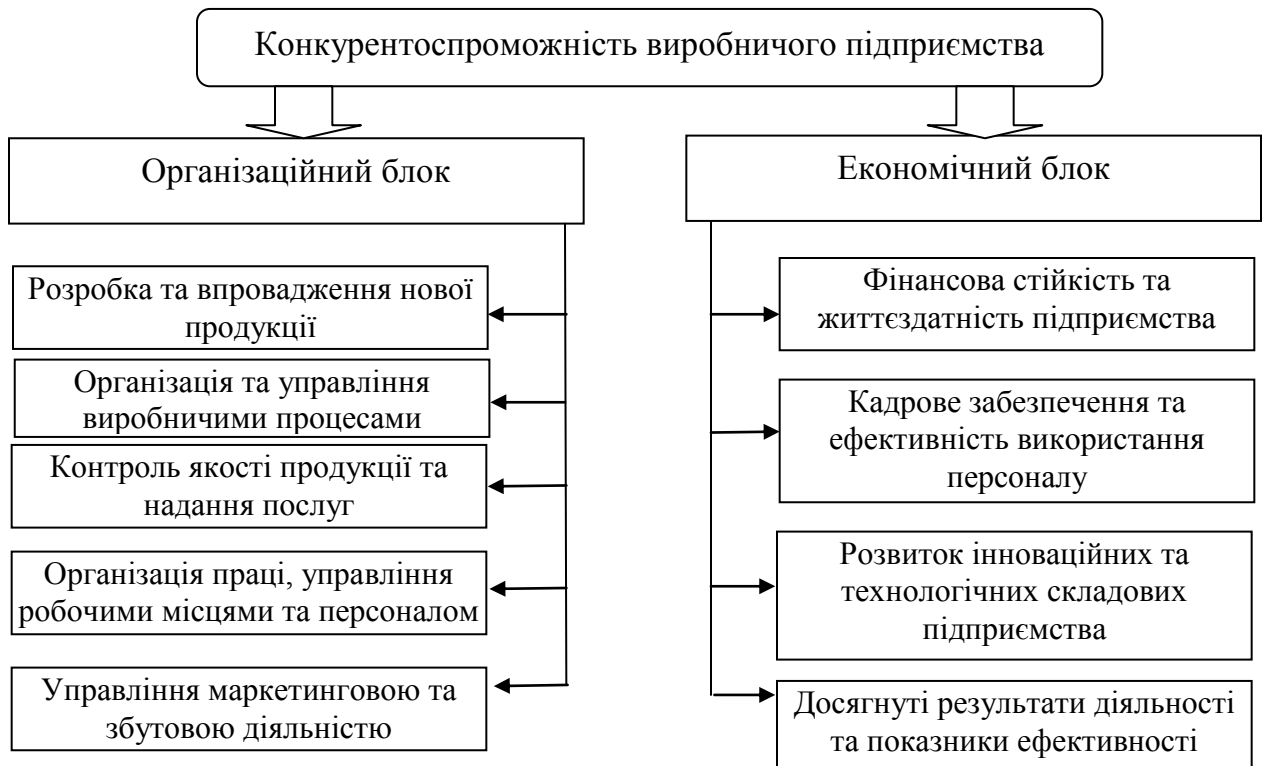 Конкурентоспроможність виробничого підприємства
Організаційний блок
Розробка та впровадження нової
продукції
Організація та управління
виробничими процесами
Контроль якості продукції та
надання послуг
Організація праці, управління
робочими місцями та персоналом
Управління маркетинговою та
збутовою діяльністю
Економічний блок
Фінансова стійкість та
життєздатність підприємства
Кадрове забезпечення та
ефективність використання
персоналу
Розвиток інноваційних та
технологічних складових
підприємства
Досягнуті результати діяльності
та показники ефективності